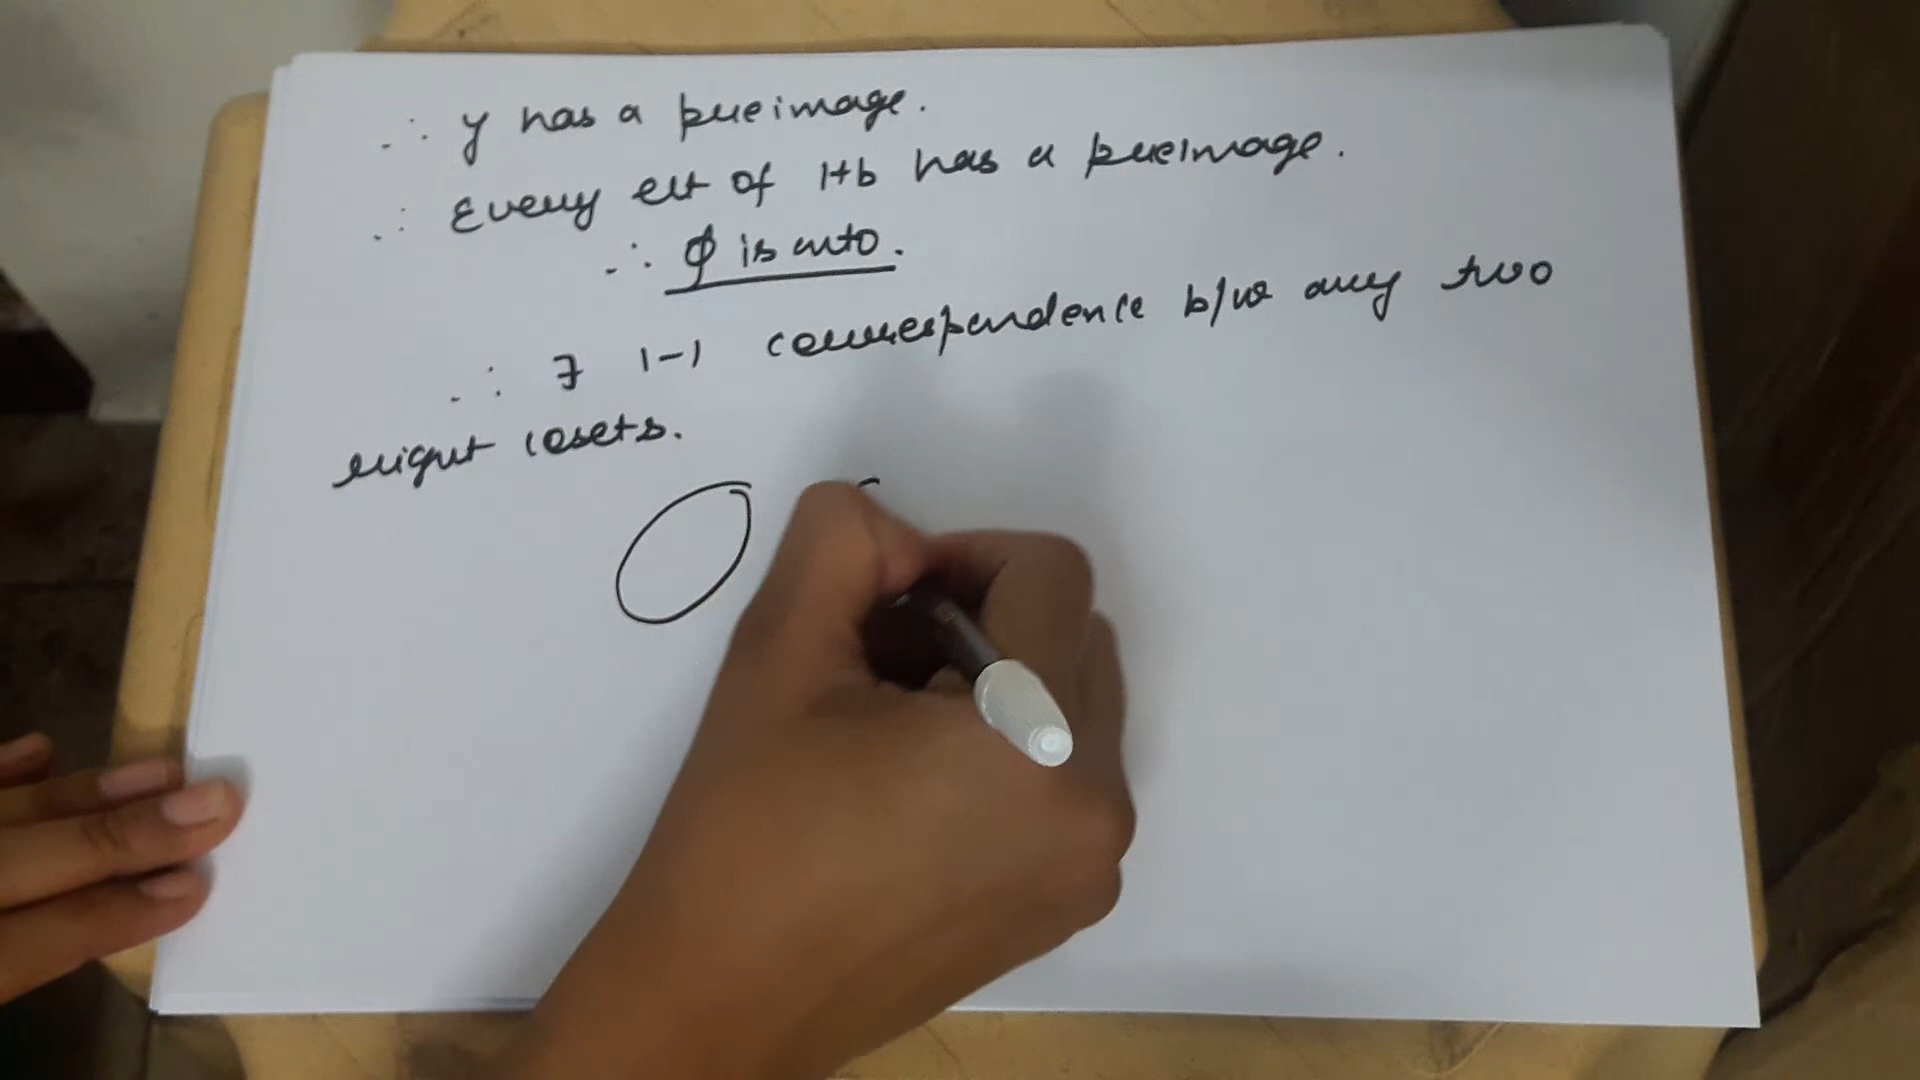 ∴ y has a preimage.
∴ Every elt of Hb has a preimage.
∴ φ is onto.
∴ ∃ 1-1 correspondence b/w any two
right cosets.